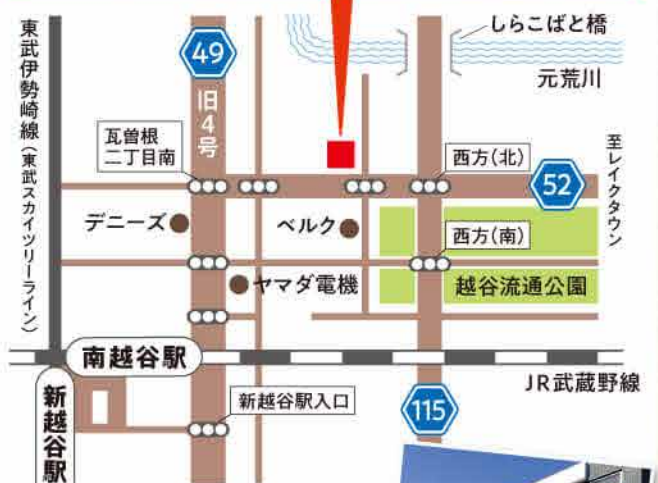 東武伊勢崎線(東武スカイツリーライン)
49
旧4号
しらこばと橋
元荒川
瓦曽根
二丁目南
西方(北)
52
至レイクタウン
デニーズ
ベルク
西方(南)
ヤマダ電機
越谷流通公園
南越谷駅
JR武蔵野線
新越谷駅
新越谷駅入口
115